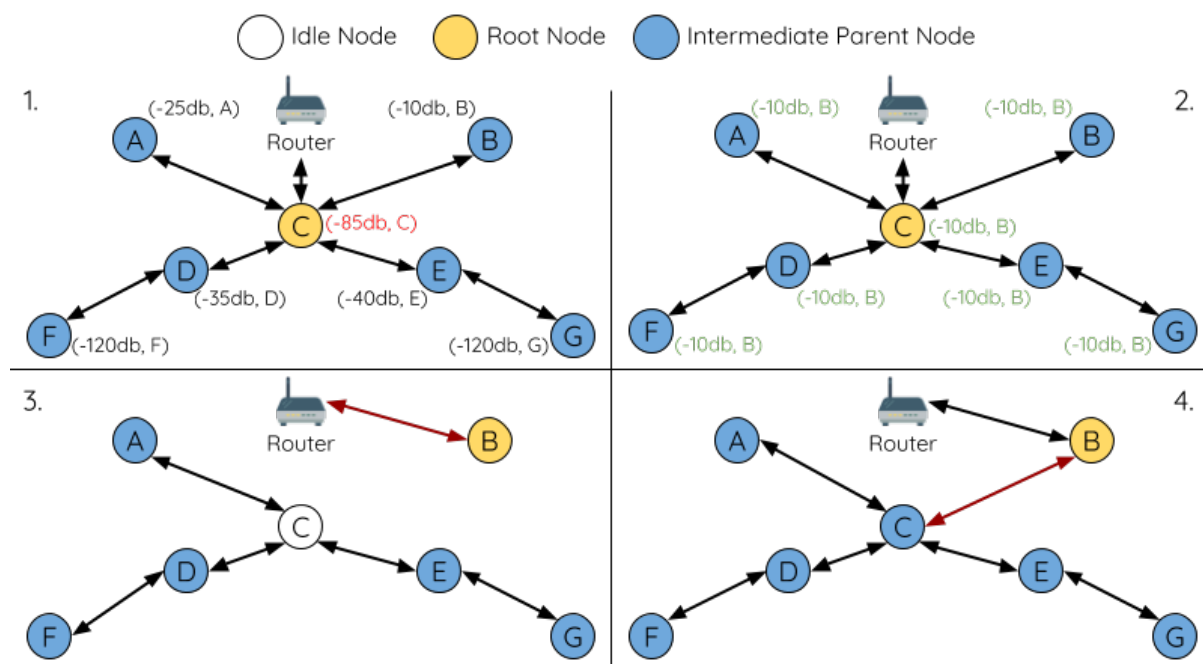 Idle Node
Root Node
Intermediate Parent Node
1.
(-25db, A)
(-10db, B)
A
Router
B
C
(-85db, C)
D
E
(-35db, D)
(-40db, E)
F
(-120db, F)
(-120db, G)
G
2.
(-10db, B)
(-10db, B)
A
Router
B
C
(-10db, B)
D
E
(-10db, B)
(-10db, B)
F
(-10db, B)
(-10db, B)
G
3.
A
Router
B
C
D
E
F
G
4.
A
Router
B
C
D
E
F
G